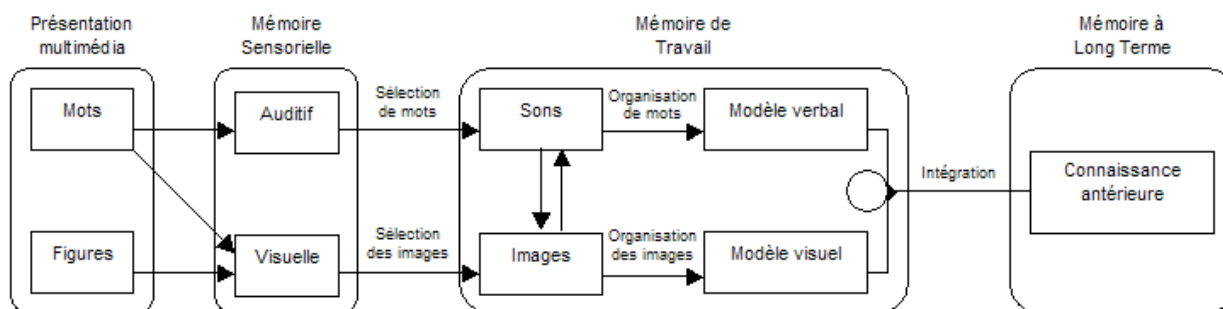 Présentation
multimédia
Mémoire
Sensorielle
Mémoire de
Travail
Mémoire à
Long Terme
Mots
Auditif
Sélection
de mots
Sons
Organisation
de mots
Modèle verbal
Intégration
Connaissance
antérieure
Figures
Visuelle
Sélection
des images
Images
Organisation
des images
Modèle visuel